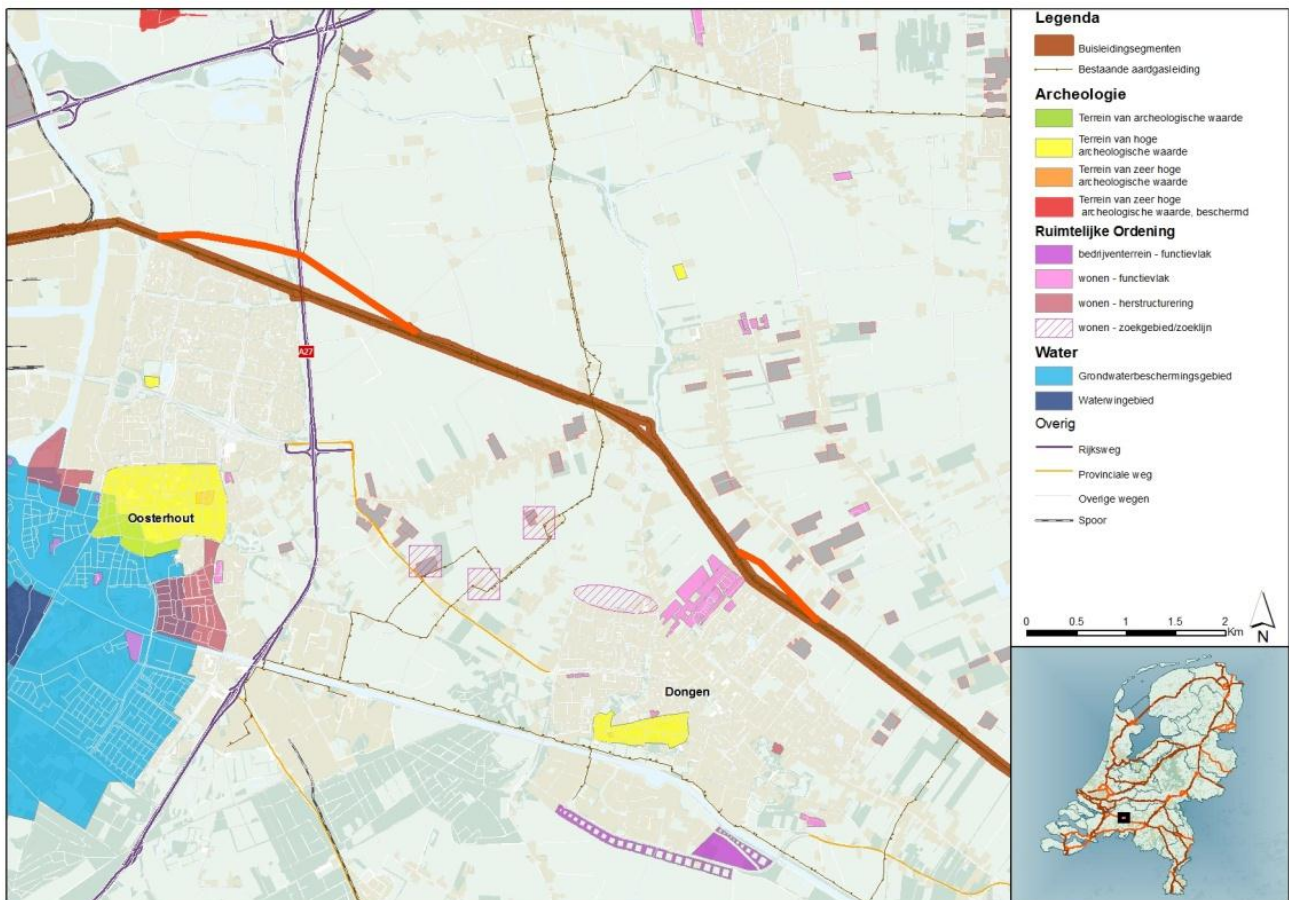 Legenda
Buisleidingsegmenten
Bestaande aardgasleiding
Archeologie
Terrein van archeologische waarde
Terrein van hoge
archeologische waarde
Terrein van zeer hoge
archeologische waarde
Terrein van zeer hoge
archeologische waarde, beschermd
Ruimtelijke Ordening
bedrijventerrein - functievlak
wonen - functievlak
wonen - herstructurering
wonen - zoekgebied/zoeklijn
Water
Grondwaterbeschermingsgebied
Waterwingebied
Overig
Rijksweg
Provinciale weg
Overige wegen
Spoor
0 0.5 1 2
Km
N
A27
Oosterhout
Dongen